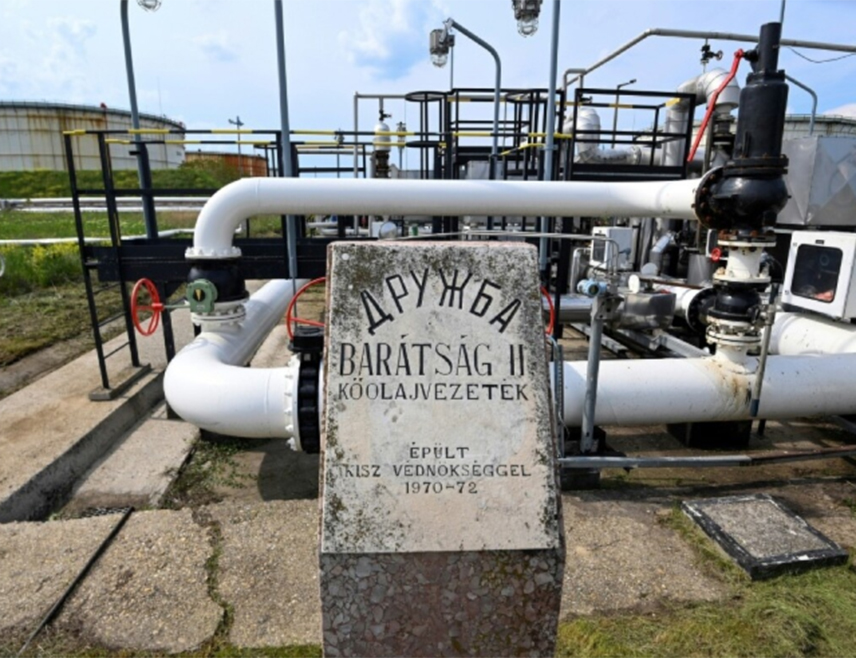 ДРУЖБА
BARÁTSÁG II
KŐOLAJVEZETÉK
ÉPÜLT
KISZ VÉDNÖKSÉGGEL
1970-72